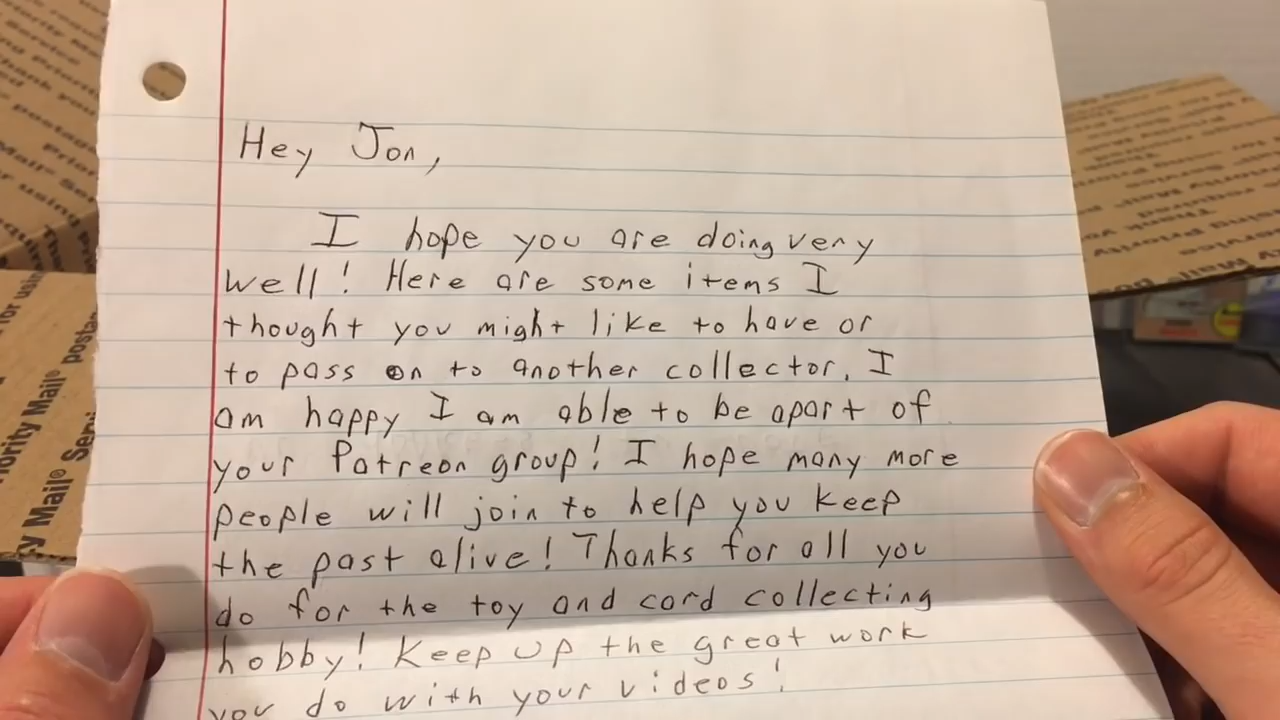 Hey Jon,
I hope you are doing very
well! Here are some items I
thought you might like to have or
to pass on to another collector. I
am happy I am able to be apart of
your Patreon group! I hope many more
people will join to help you keep
the past alive! Thanks for all you
do for the toy and card collecting
hobby! Keep up the great work
you do with your videos!